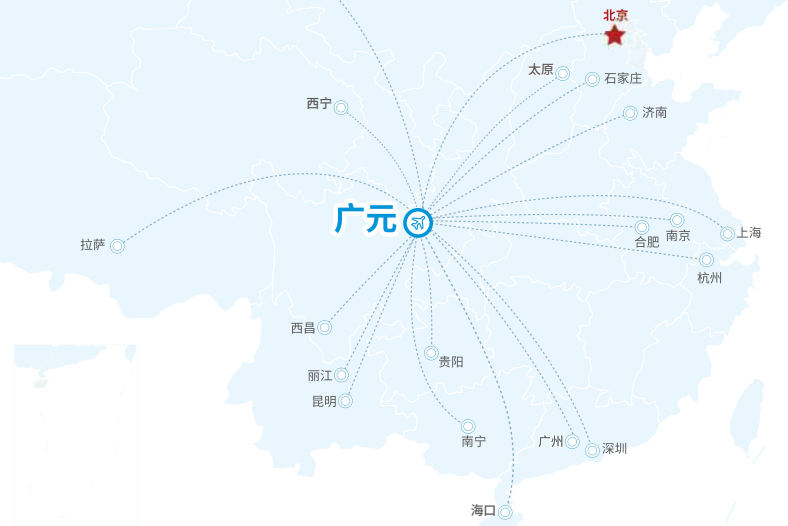 北京
太原
石家庄
西宁
济南
广元
拉萨
上海
南京
合肥
杭州
西昌
贵阳
丽江
昆明
南宁
广州
深圳
海口